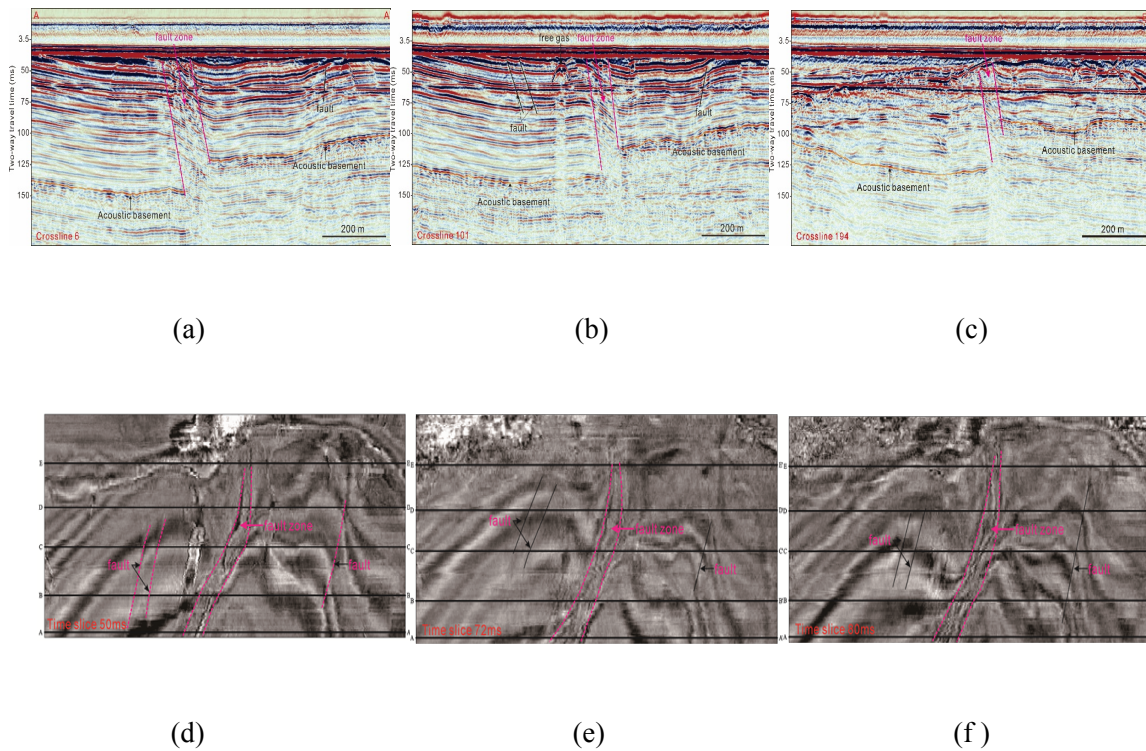 A A
3.5
50
75
100
125
150
Two-way travel time (ms)
fault zone
fault
Acoustic basement
Acoustic basement
Crossline 6
200 m
3.5
50
75
100
125
150
Two-way travel time (ms)
free gas fault zone
fault
fault
Acoustic basement
Acoustic basement
Crossline 101
200 m
3.5
50
75
100
125
150
Two-way travel time (ms)
fault zone
Acoustic basement
Acoustic basement
Crossline 194
200 m
(a) (b) (c)
E
D
C
B
A
fault zone
fault
fault
Time slice 50ms
D
C
B
A
fault
fault zone
fault
Time slice 72ms
D
C
B
A
fault
fault zone
fault
(d) (e) (f)